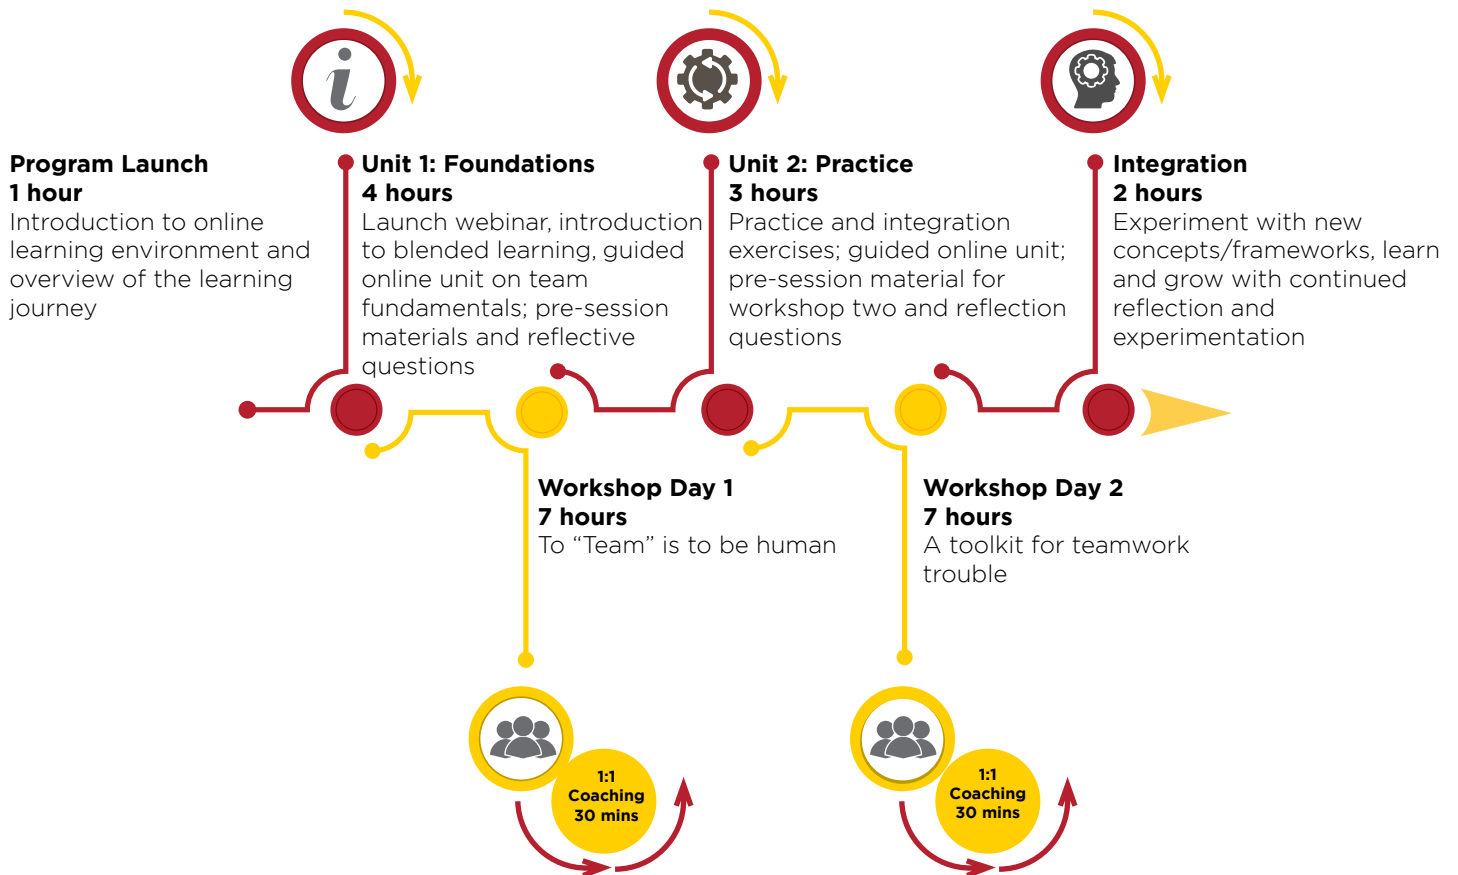 Program Launch
1 hour
Introduction to online
learning environment and
overview of the learning
journey
Unit 1: Foundations
4 hours
Launch webinar, introduction
to blended learning, guided
online unit on team
fundamentals; pre-session
materials and reflective
questions
Unit 2: Practice
3 hours
Practice and integration
exercises; guided online unit;
pre-session material for
workshop two and reflection
questions
Integration
2 hours
Experiment with new
concepts/frameworks, learn
and grow with continued
reflection and
experimentation
Workshop Day 1
7 hours
To “Team” is to be human
Workshop Day 2
7 hours
A toolkit for teamwork
trouble
1:1
Coaching
30 mins
1:1
Coaching
30 mins